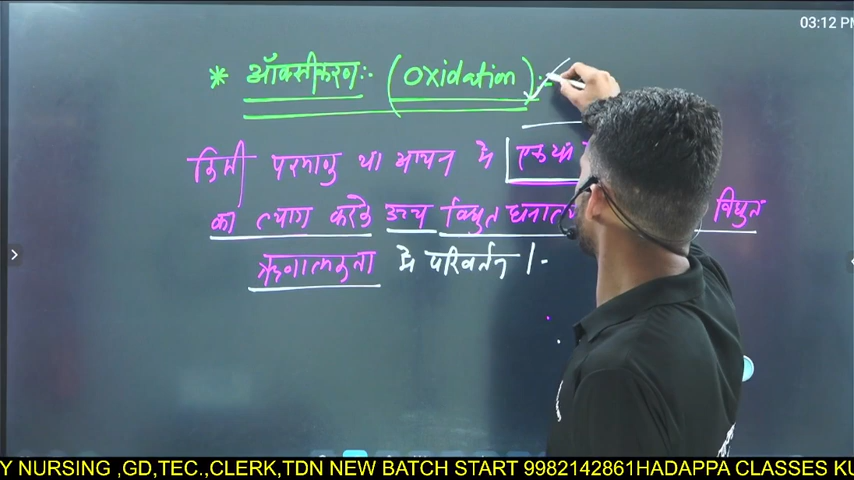 03:12 PM
* ऑक्सीकरण:- (Oxidation):-
किसी परमाणु या आयन में एक या
का त्याग करके उच्च विधुत धनात्म विधुत
ऋणात्मकता में परिवर्तन ।-
Y NURSING ,GD,TEC.,CLERK,TDN NEW BATCH START 9982142861HADAPPA CLASSES KU